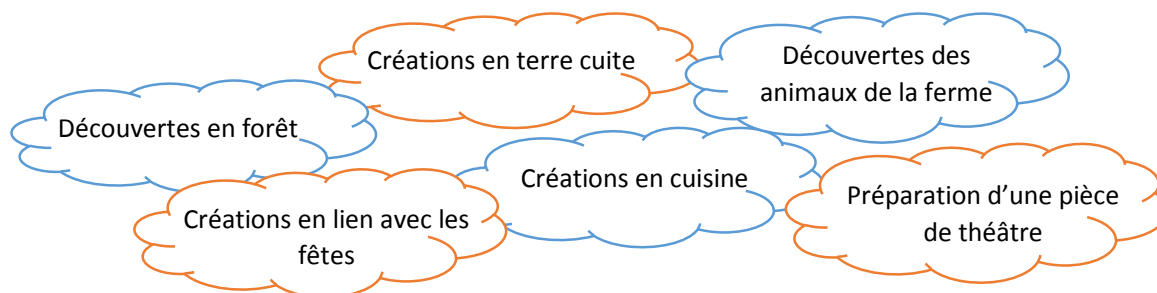 Créations en terre cuite
Découvertes des
animaux de la ferme
Découvertes en forêt
Créations en cuisine
Préparation d’une pièce
de théâtre
Créations en lien avec les
fêtes